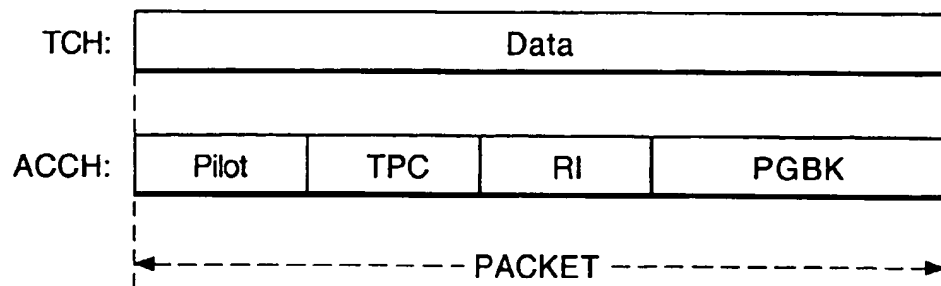 TCH: Data
ACCH: Pilot TPC RI PGBK
PACKET